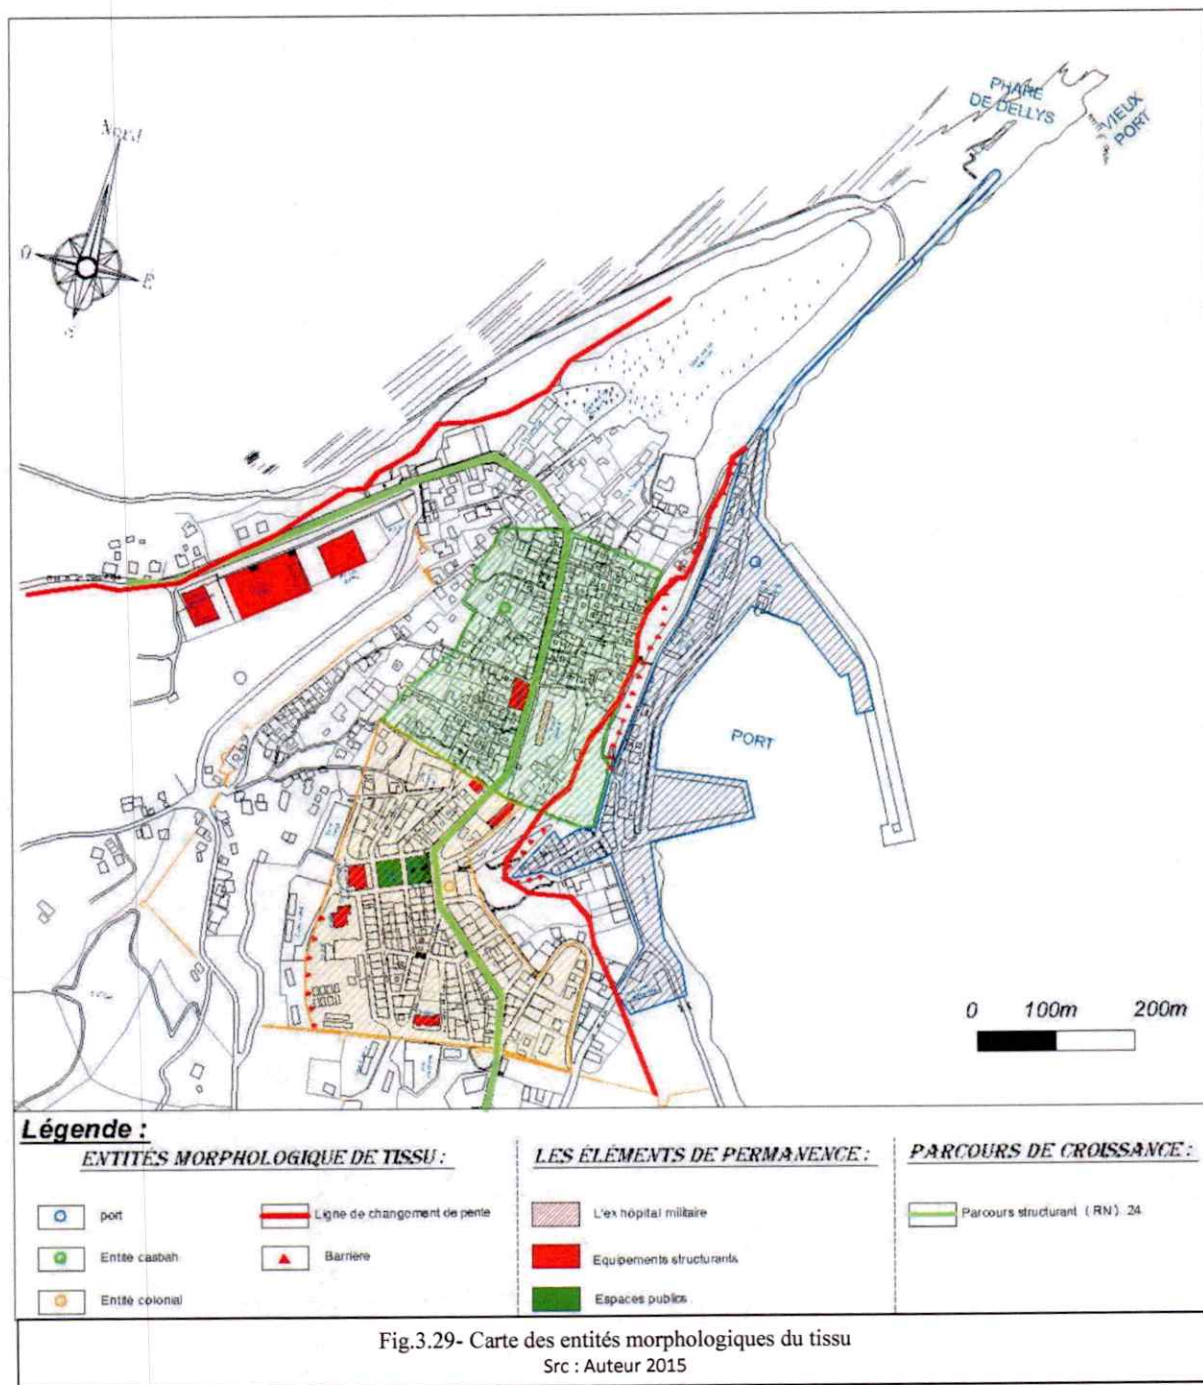 Nord
O
E
S
PHARE
DE DELLYS
VIEUX
PORT
PORT
0 100m 200m
Légende :
ENTITÉS MORPHOLOGIQUE DE TISSU :
port
Entité casbah
Entité colonial
Ligne de changement de pente
Barrière
LES ÉLÉMENTS DE PERMANENCE :
L'ex hôpital militaire
Equipements structurants
Espaces publics
PARCOURS DE CROISSANCE :
Parcours structurant ( RN ) 24
Fig.3.29- Carte des entités morphologiques du tissu
Src : Auteur 2015